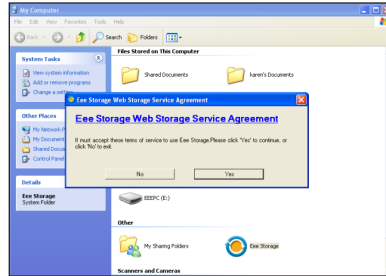 My Computer
File Edit View Favorites Tools Help
Back Search Folders
Files Stored on This Computer
System Tasks
View system information
Add or remove programs
Change a setting
Shared Documents
karen's Documents
Eee Storage Web Storage Service Agreement
Eee Storage Web Storage Service Agreement
It must accept these terms of service to use Eee Storage.Please click 'Yes' to continue, or
click 'No' to exit.
No Yes
Other Places
My Network P
My Document
Shared Docum
Control Panel
Details
Eee Storage
System Folder
EEEPC (E:)
Other
My Sharing Folders
Eee Storage
Scanners and Cameras